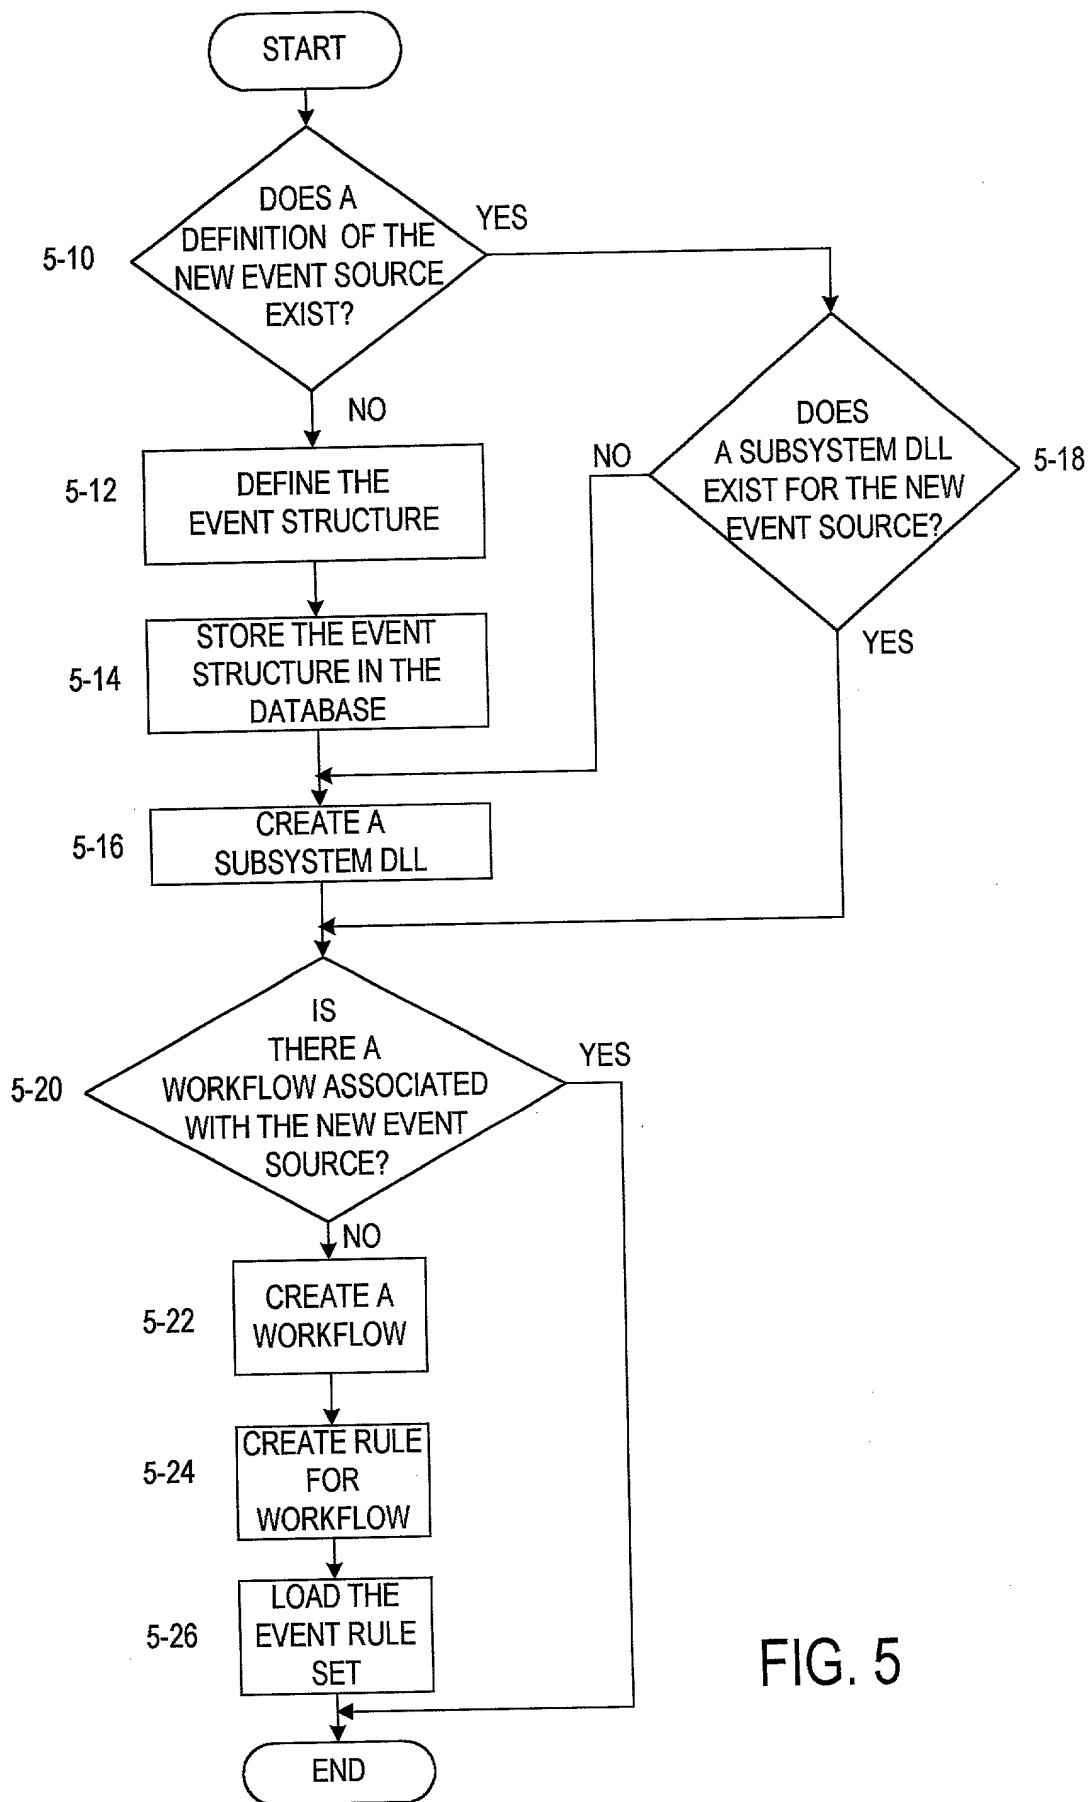 START
DOES A
DEFINITION OF THE
NEW EVENT SOURCE
EXIST?
YES
5-10
NO
DOES
A SUBSYSTEM DLL
EXIST FOR THE NEW
EVENT SOURCE?
NO
5-18
YES
5-12
DEFINE THE
EVENT STRUCTURE
5-14
STORE THE EVENT
STRUCTURE IN THE
DATABASE
5-16
CREATE A
SUBSYSTEM DLL
5-20
IS
THERE A
WORKFLOW ASSOCIATED
WITH THE NEW EVENT
SOURCE?
YES
NO
5-22
CREATE A
WORKFLOW
5-24
CREATE RULE
FOR
WORKFLOW
5-26
LOAD THE
EVENT RULE
SET
END
FIG. 5